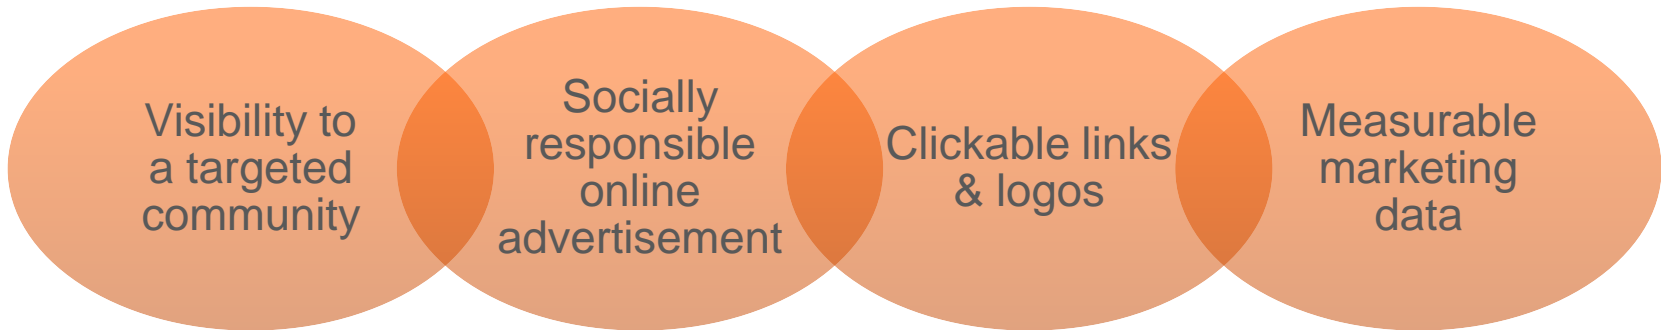 Visibility to
a targeted
community
Socially
responsible
online
advertisement
Clickable links
& logos
Measurable
marketing
data